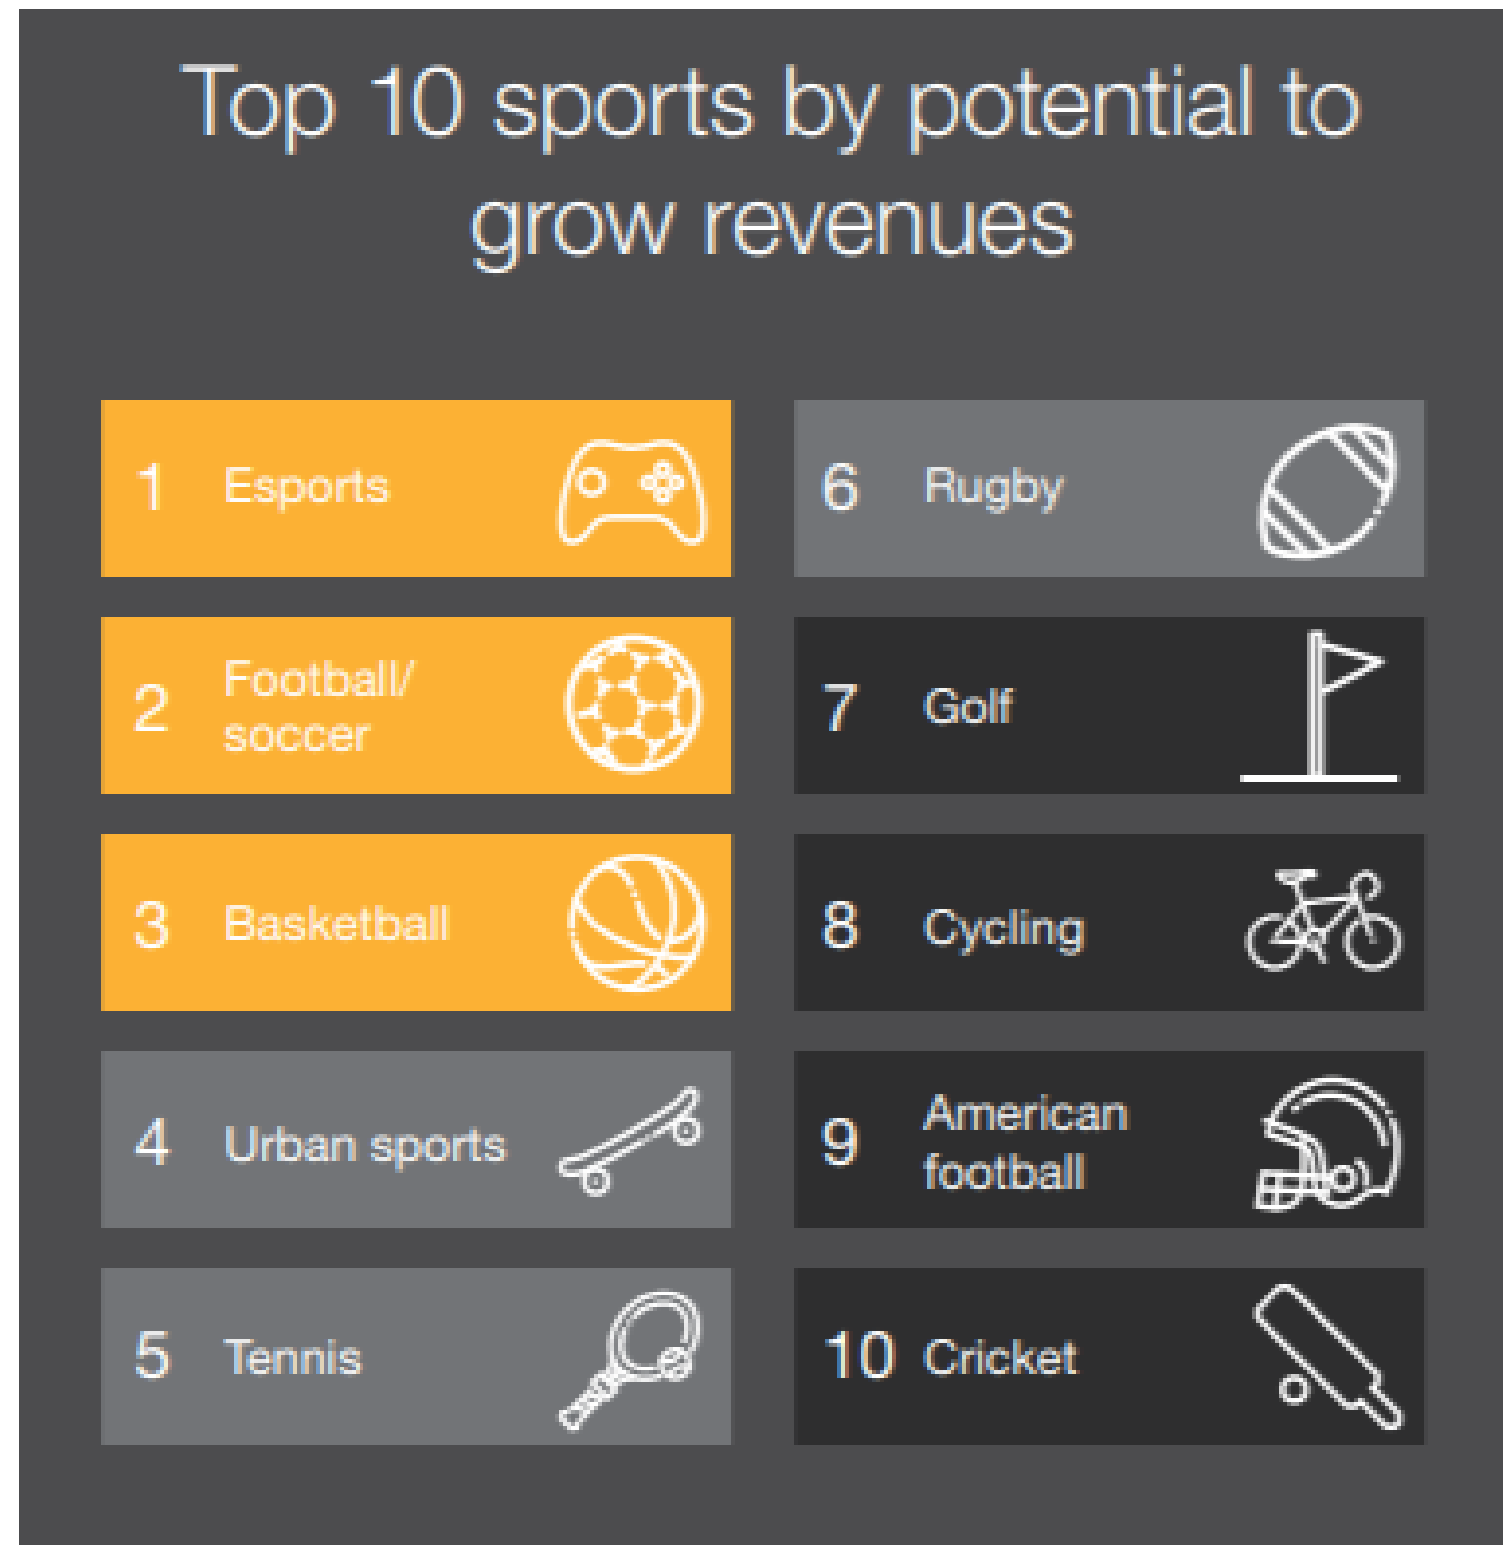 Top 10 sports by potential to
grow revenues
1 Esports
2 Football/
soccer
3 Basketball
4 Urban sports
5 Tennis
6 Rugby
7 Golf
8 Cycling
9 American
football
10 Cricket